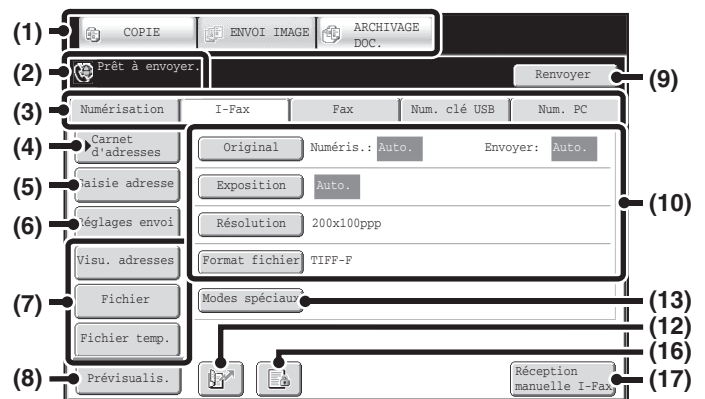 (1) COPIE ENVOI IMAGE ARCHIVAGE DOC.
(2) Prêt à envoyer. Renvoyer (9)
(3) Numérisation I-Fax Fax Num. clé USB Num. PC
(4) Carnet d'adresses Original Numéris.: Auto. Envoyer: Auto.
(5) Saisie adresse Exposition Auto.
(10)
(6) Réglages envoi Résolution 200x100ppp
Visu. adresses Format fichier TIFF-F
(7) Fichier Modes spéciaux (13)
Fichier temp. (12)
(16)
(8) Prévisualis. Réception manuelle I-Fax (17)